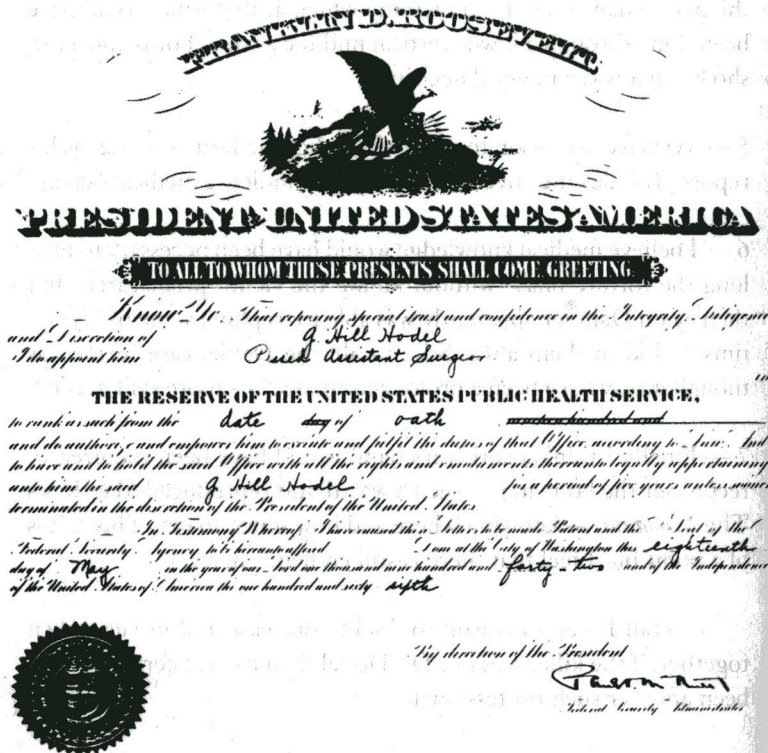 FRANKLIN D. ROOSEVELT
PRESIDENT UNITED STATES AMERICA
TO ALL TO WHOM THESE PRESENTS SHALL COME, GREETING.
Know Ye That reposing special trust and confidence in the Integrity, Diligence
and Discretion of G Hill Hodel
I do appoint him Assistant Surgeon in
THE RESERVE OF THE UNITED STATES PUBLIC HEALTH SERVICE,
to rank as such from the date day of oath nineteen hundred and
and do authorize and empower him to execute and fulfil the duties of that Office according to Law: And
to have and to hold the said Office with all the rights and emoluments thereunto legally appertaining
unto him the said G Hill Hodel for a period of five years unless sooner
terminated in the discretion of the President of the United States.
In Testimony Whereof I have caused these Letters to be made Patent and the Seal of the
Federal Security Agency to be hereunto affixed at the City of Washington this eighteenth
day of May in the year of our Lord one thousand nine hundred and forty-two and of the Independence
of the United States of America the one hundred and sixty sixth
By direction of the President
Federal Security Administrator